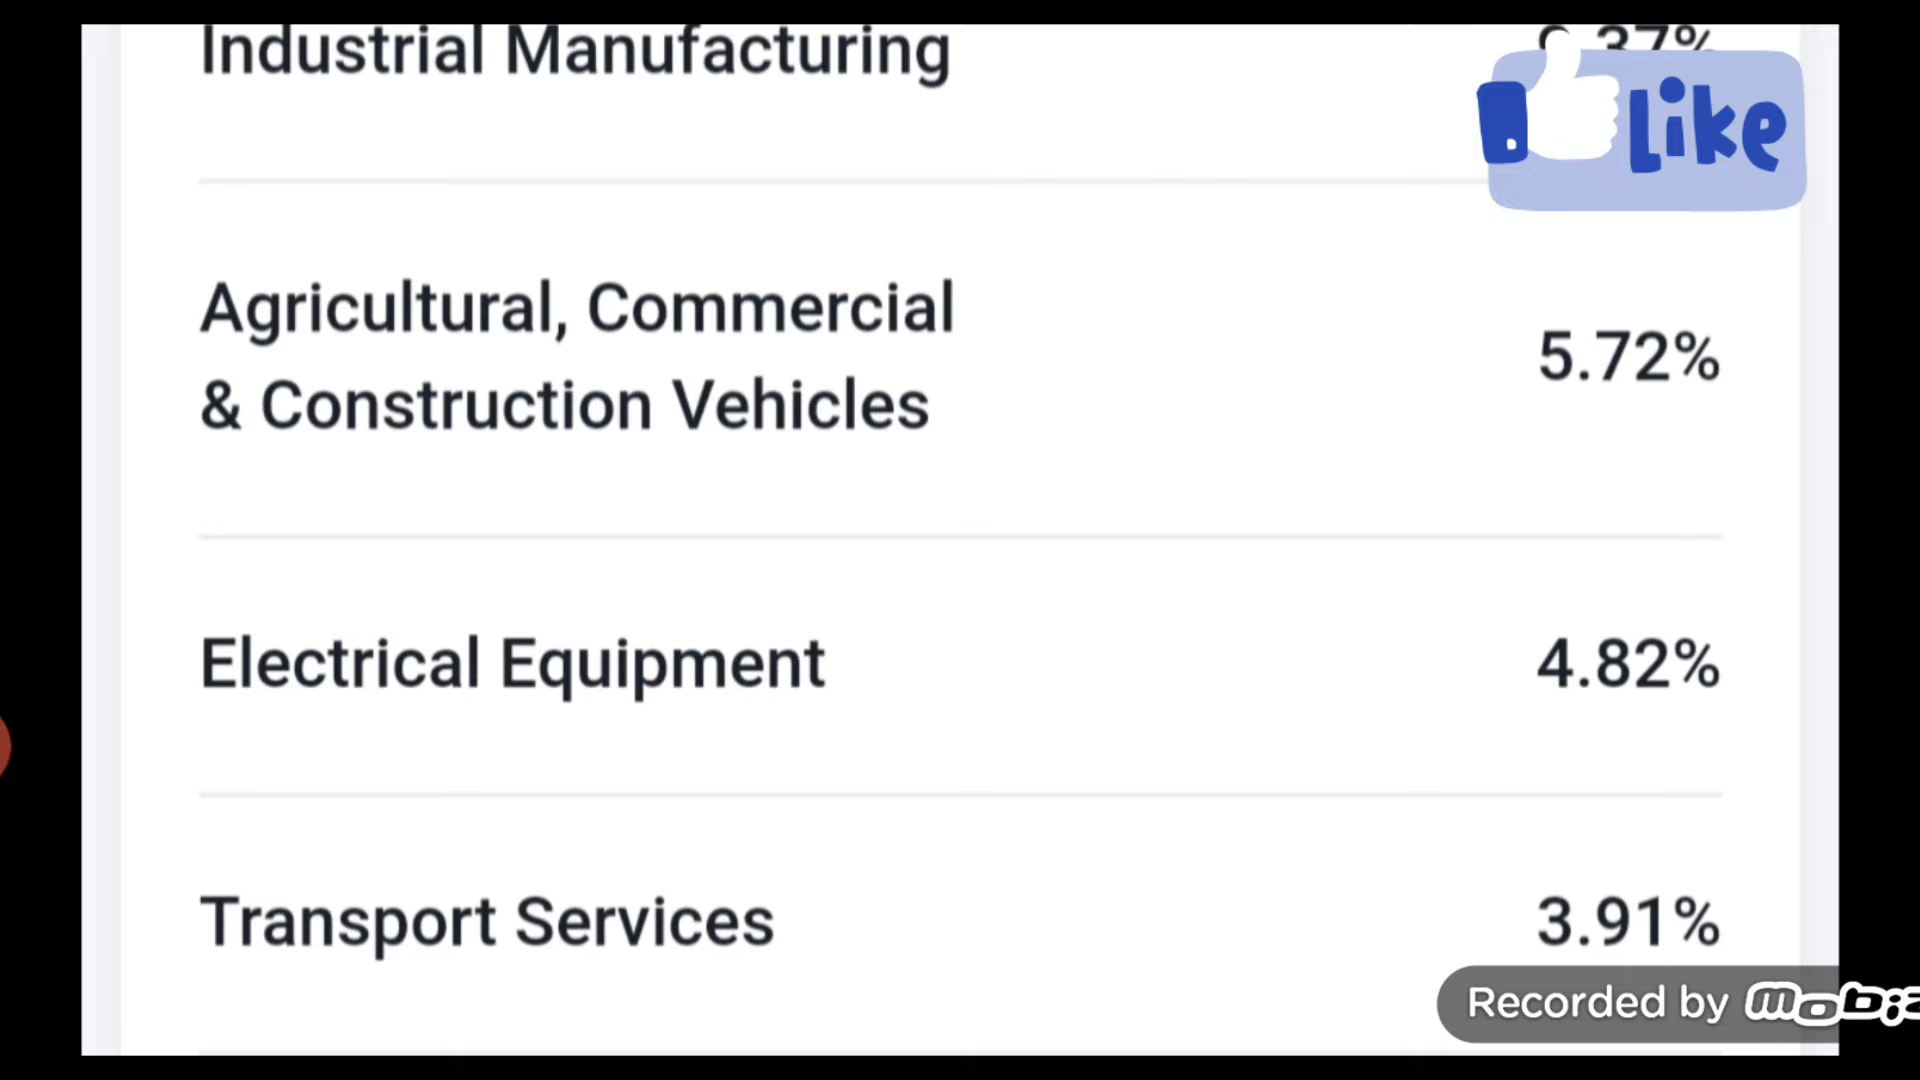 Industrial Manufacturing
Like
Agricultural, Commercial
& Construction Vehicles
5.72%
Electrical Equipment
4.82%
Transport Services
3.91%
Recorded by